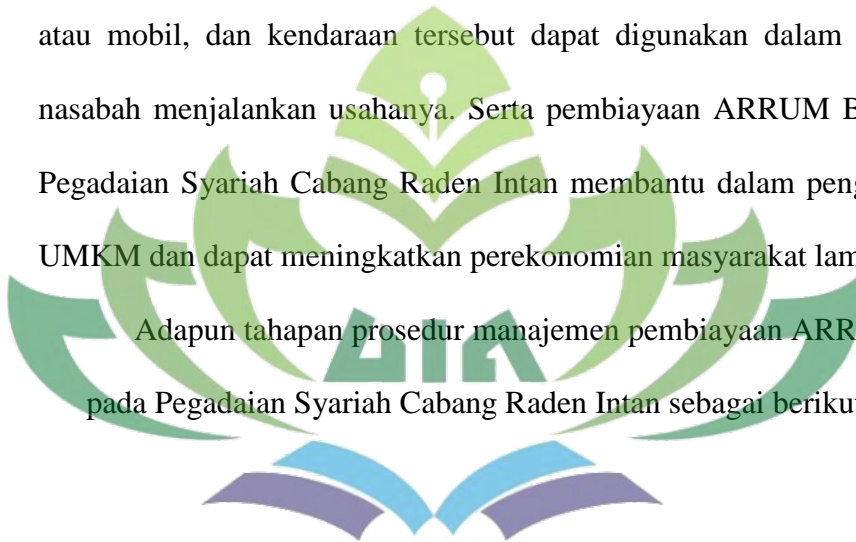 atau mobil, dan kendaraan tersebut dapat digunakan dalam
nasabah menjalankan usahanya. Serta pembiayaan ARRUM B
Pegadaian Syariah Cabang Raden Intan membantu dalam peng
UMKM dan dapat meningkatkan perekonomian masyarakat lam
Adapun tahapan prosedur manajemen pembiayaan ARR
pada Pegadaian Syariah Cabang Raden Intan sebagai beriku